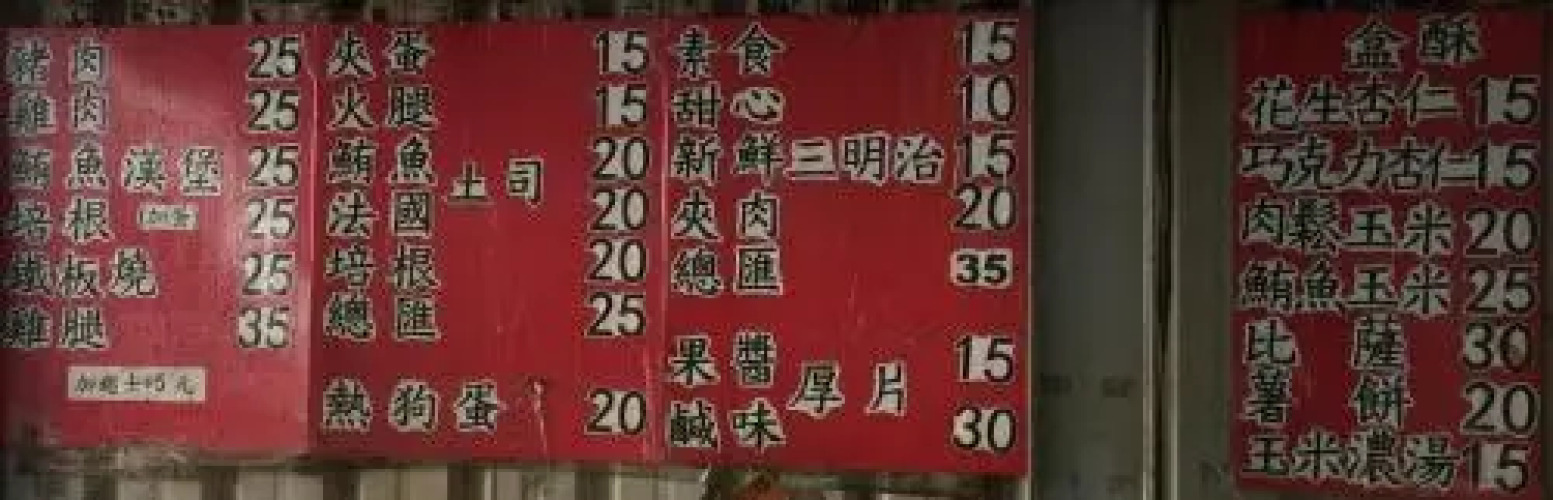 豬肉 25
雞肉 25
鮪魚 漢堡 25
培根 (加蛋) 25
鐵板燒 25
雞腿 35
加起士+5元
夾蛋 15
火腿 15
鮪魚 土司 20
法國 20
培根 20
總匯 25
熱狗蛋 20
素食 15
甜心 10
新鮮 三明治 15
夾肉 20
總匯 35
果醬 厚片 15
鹹味 30
盒酥
花生杏仁 15
巧克力杏仁 15
肉鬆玉米 20
鮪魚玉米 25
比薩 30
薯餅 20
玉米濃湯 15